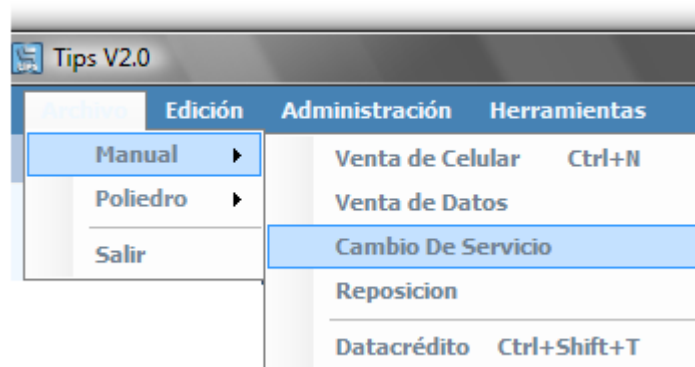 Tips V2.0
Archivo Edición Administración Herramientas
Manual
Poliedro
Salir
Venta de Celular Ctrl+N
Venta de Datos
Cambio De Servicio
Reposicion
Datacrédito Ctrl+Shift+T